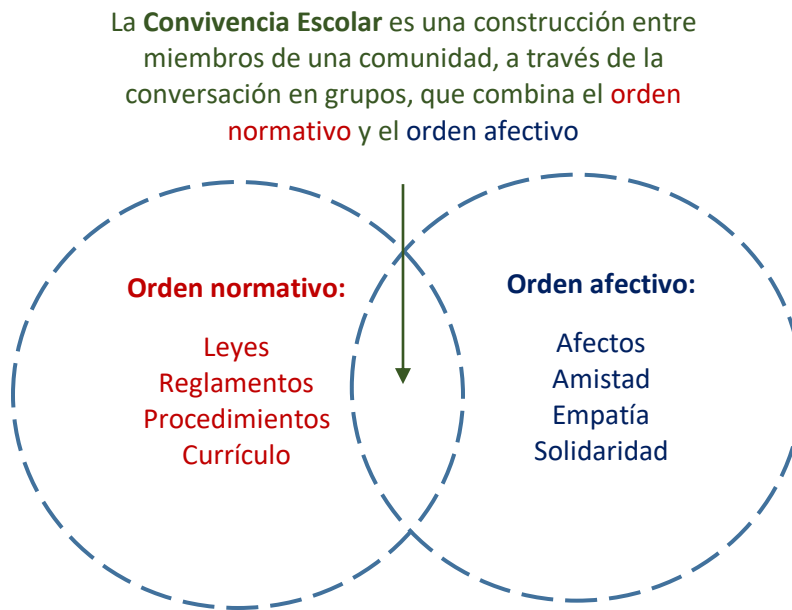 La Convivencia Escolar es una construcción entre
miembros de una comunidad, a través de la
conversación en grupos, que combina el orden
normativo y el orden afectivo
Orden normativo:
Leyes
Reglamentos
Procedimientos
Currículo
Orden afectivo:
Afectos
Amistad
Empatía
Solidaridad